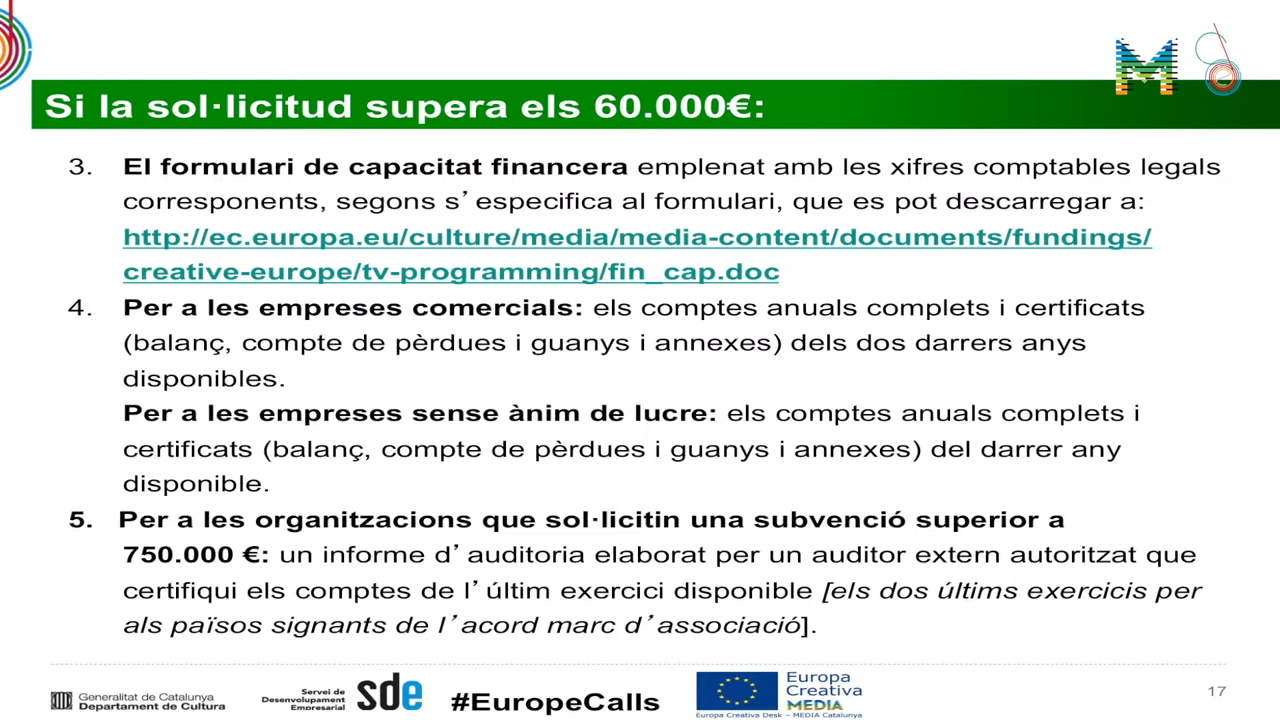 Si la sol·licitud supera els 60.000€:
3. El formulari de capacitat financera emplenat amb les xifres comptables legals
corresponents, segons s’especifica al formulari, que es pot descarregar a:
http://ec.europa.eu/culture/media/media-content/documents/fundings/
creative-europe/tv-programming/fin_cap.doc
4. Per a les empreses comercials: els comptes anuals complets i certificats
(balanç, compte de pèrdues i guanys i annexes) dels dos darrers anys
disponibles.
Per a les empreses sense ànim de lucre: els comptes anuals complets i
certificats (balanç, compte de pèrdues i guanys i annexes) del darrer any
disponible.
5. Per a les organitzacions que sol·licitin una subvenció superior a
750.000 €: un informe d’auditoria elaborat per un auditor extern autoritzat que
certifiqui els comptes de l’últim exercici disponible [els dos últims exercicis per
als països signants de l’acord marc d’associació].
Generalitat de Catalunya
Departament de Cultura
Servei de
Desenvolupament
Empresarial
sde
#EuropeCalls
Europa
Creativa
MEDIA
Europa Creativa Desk – MEDIA Catalunya
17